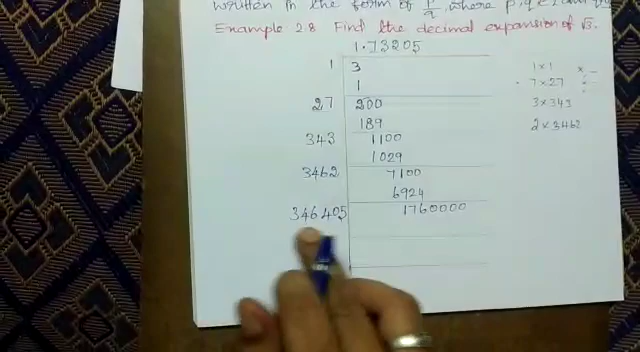 written in the form of p/q, where p, q ∈ Z and q
Example 2.8 Find the decimal expansion of √3.
1.73205
1 3 1×1
1 7×27
27 200 3×343
189 2×3462
343 1100
1029
3462 7100
6924
346405 1760000